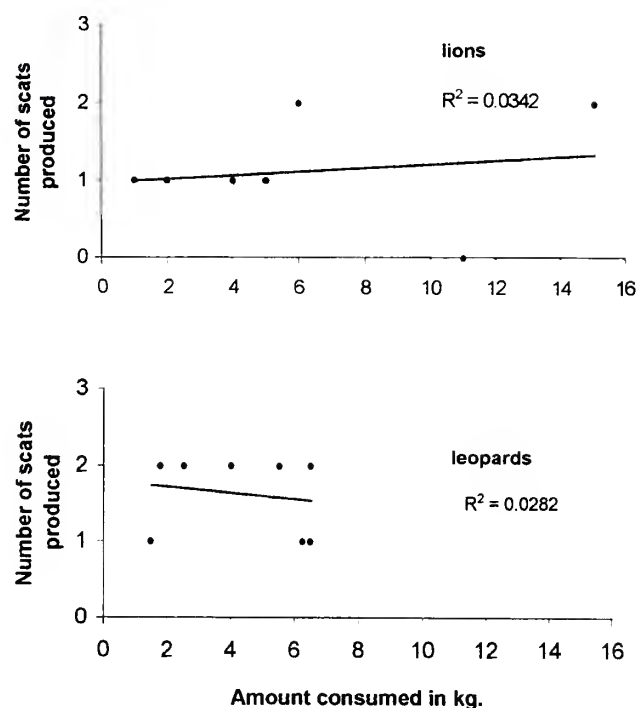 Number of scats
produced
3
2
1
0
lions
R² = 0.0342
0 2 4 6 8 10 12 14 16
Number of scats
produced
3
2
1
0
leopards
R² = 0.0282
0 2 4 6 8 10 12 14 16
Amount consumed in kg.